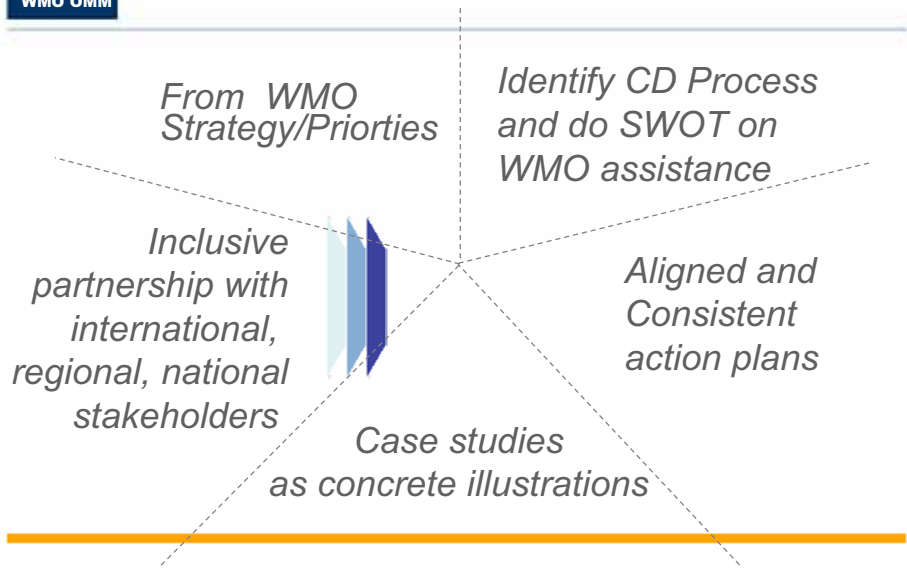 WMO OMM
From WMO
Strategy/Priorties
Identify CD Process
and do SWOT on
WMO assistance
Inclusive
partnership with
international,
regional, national
stakeholders
Aligned and
Consistent
action plans
Case studies
as concrete illustrations